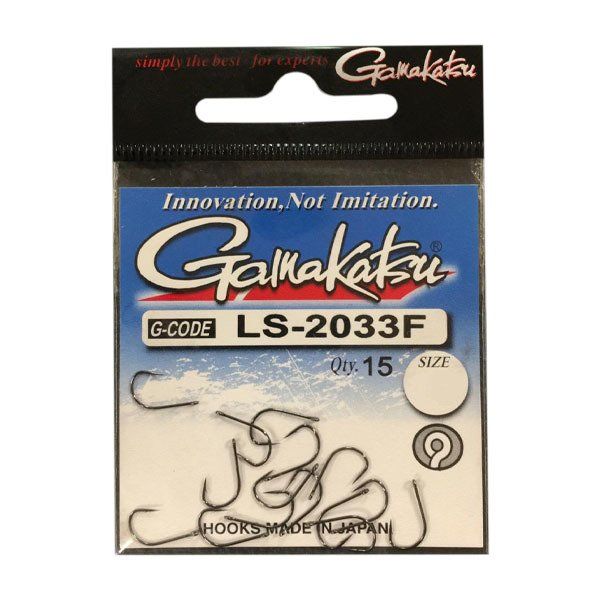 simply the best for experts Gamakatsu
Innovation, Not Imitation.
Gamakatsu®
G-CODE LS-2033F
Qty. 15 SIZE
HOOKS MADE IN JAPAN